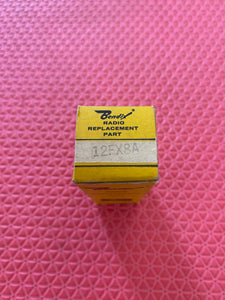 Bendix
RADIO
REPLACEMENT
PART
12FX8A